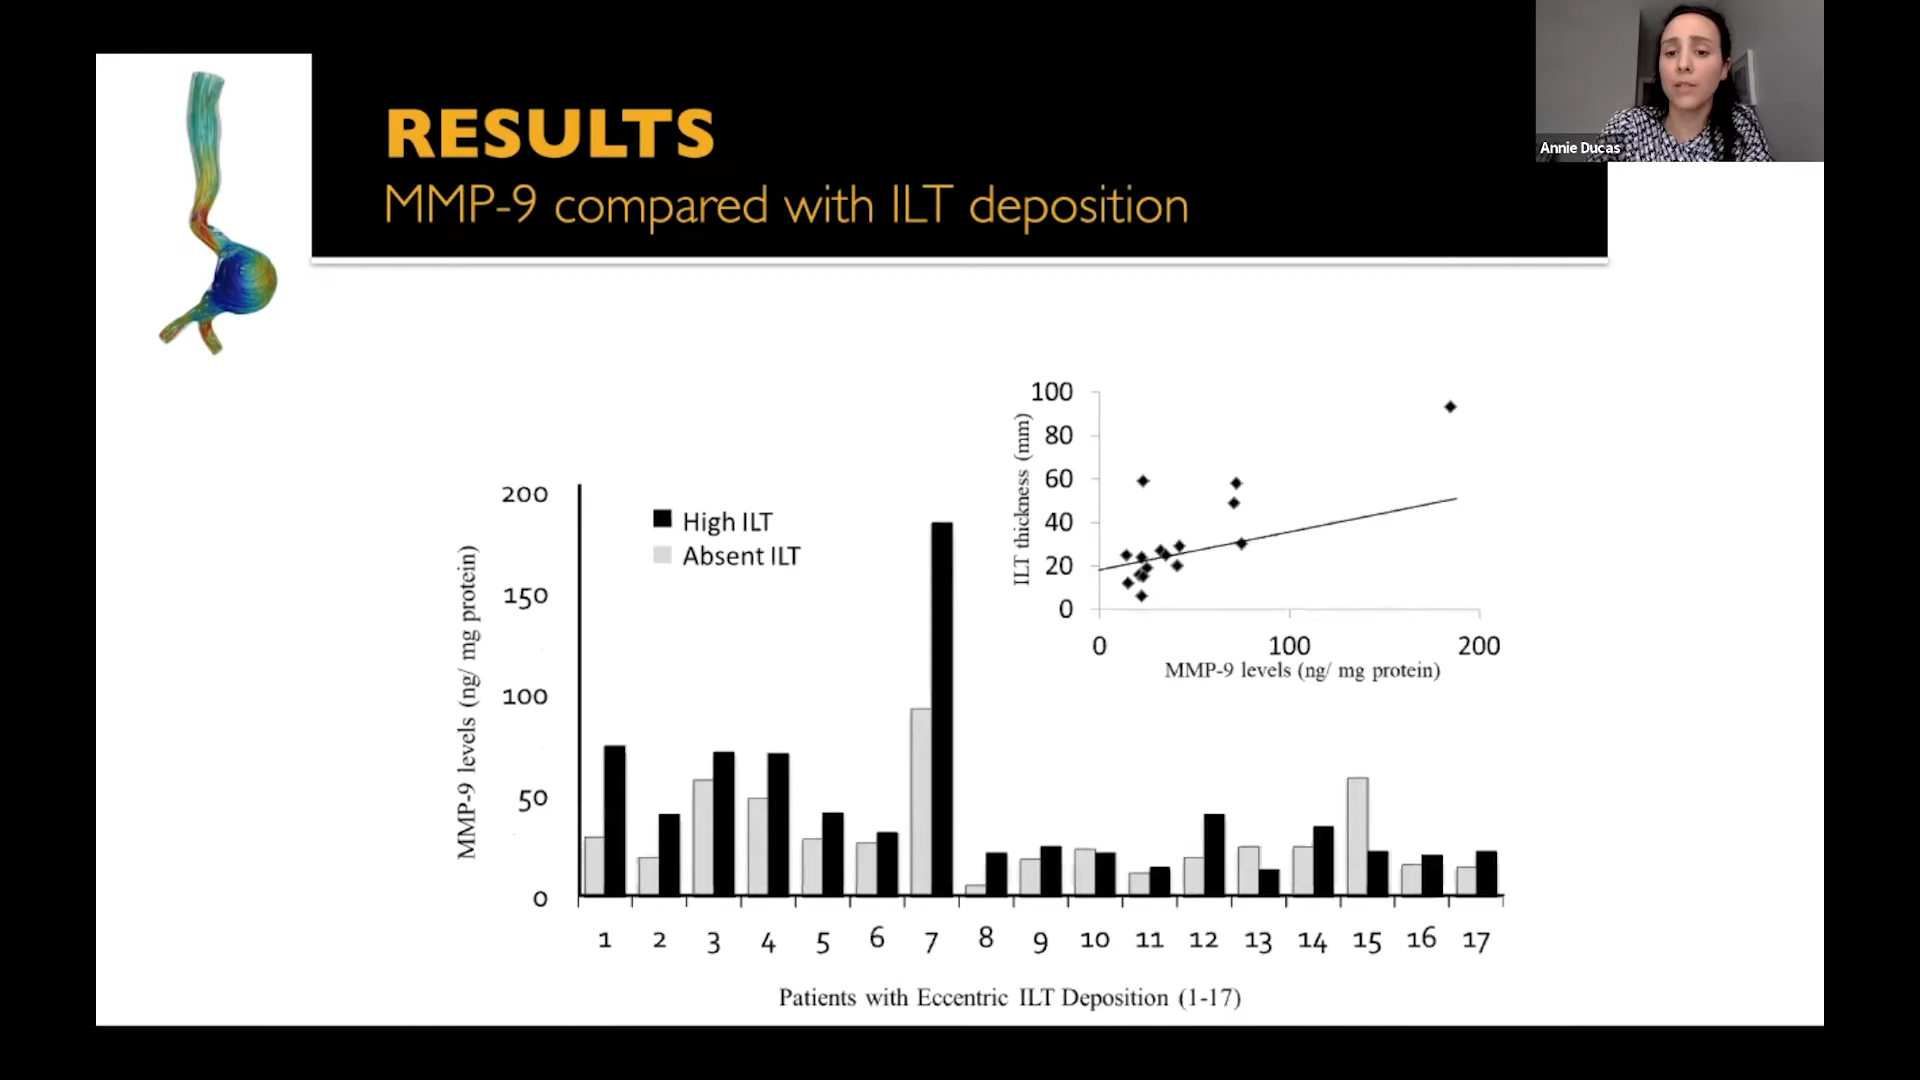 RESULTS
MMP-9 compared with ILT deposition
Annie Ducas
High ILT
Absent ILT
MMP-9 levels (ng/ mg protein)
200
150
100
50
0
1 2 3 4 5 6 7 8 9 10 11 12 13 14 15 16 17
Patients with Eccentric ILT Deposition (1-17)
ILT thickness (mm)
100
80
60
40
20
0
0 100 200
MMP-9 levels (ng/ mg protein)